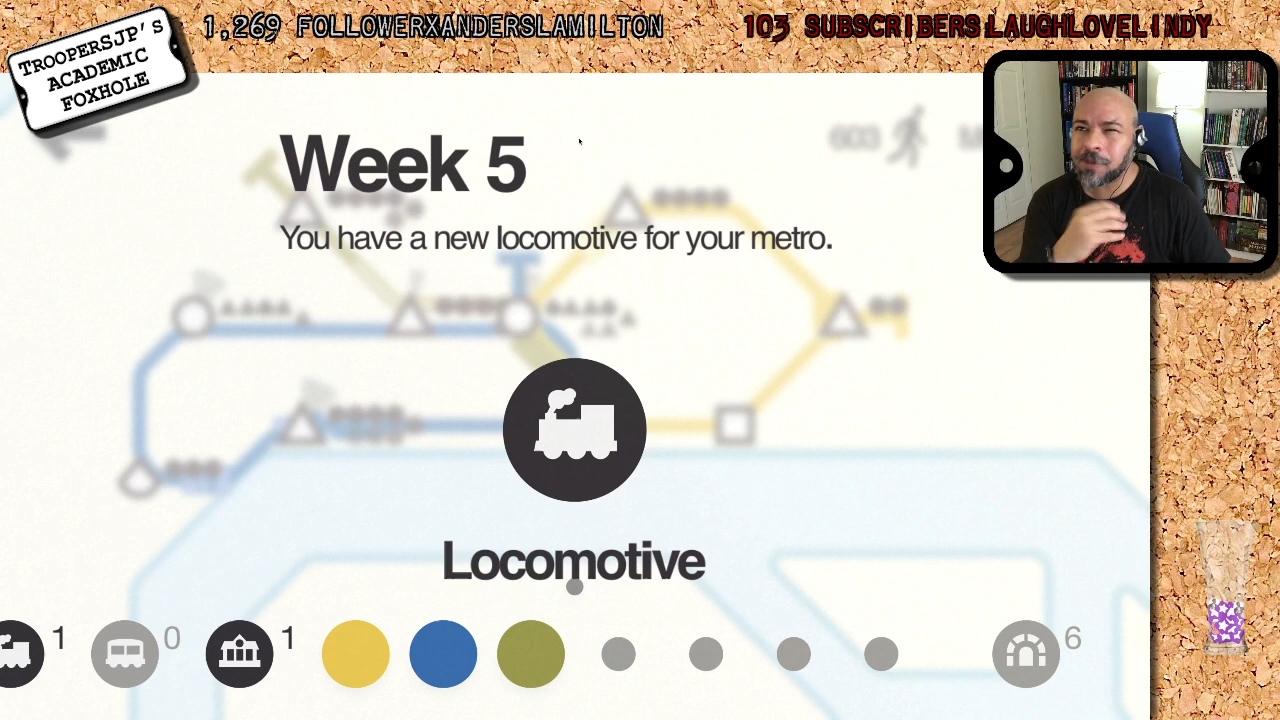 TROOPERSJP'S
ACADEMIC
FOXHOLE
1,269 FOLLOWERXANDERSLAMILTON
103 SUBSCRIBERS:LAUGHLOVELINDY
603
Week 5
You have a new locomotive for your metro.
Locomotive
1
0
1
6